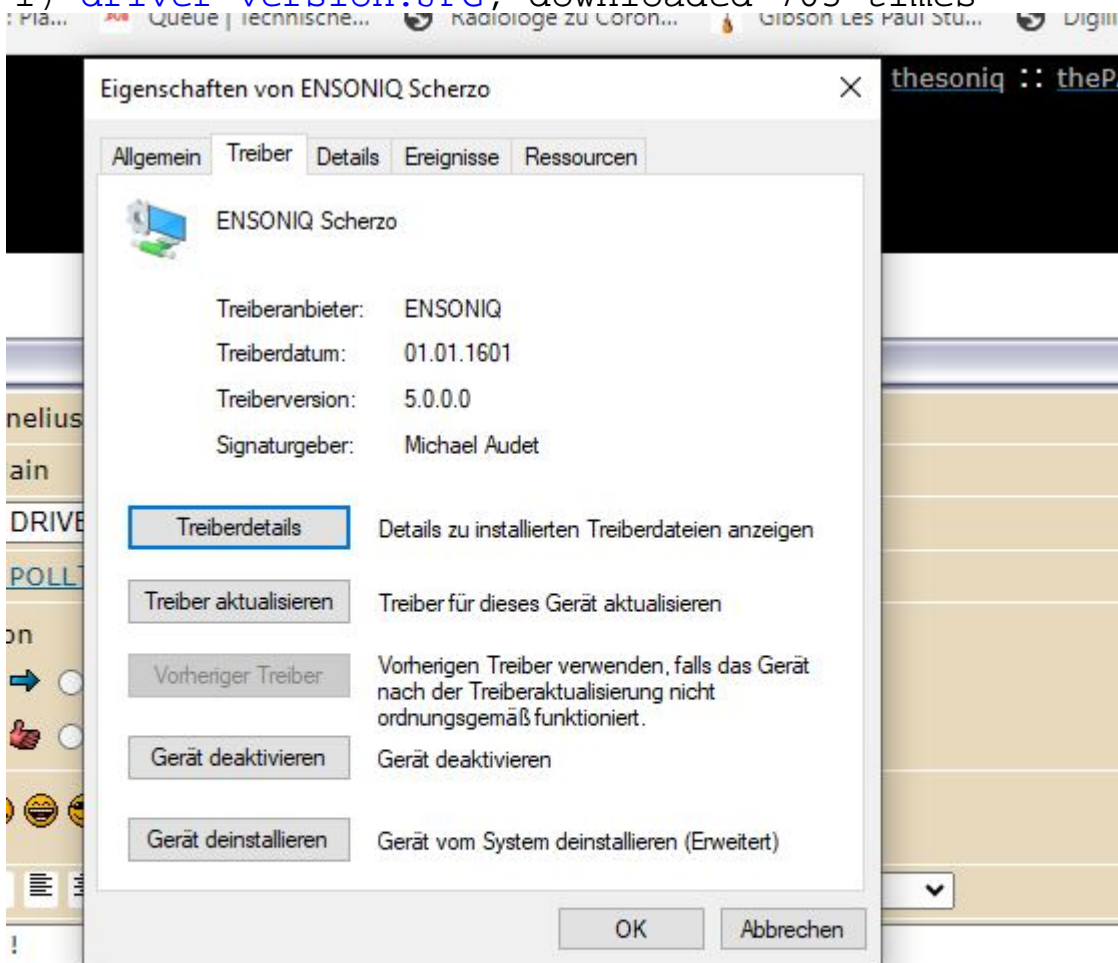 driver version.JPG, downloaded 703 times
Queue | Technische... Radiologe zu Coron... Gibson Les Paul Stu...
Eigenschaften von ENSONIQ Scherzo
thesoniq :: theP
Allgemein Treiber Details Ereignisse Ressourcen
ENSONIQ Scherzo
Treiberanbieter: ENSONIQ
Treiberdatum: 01.01.1601
Treiberversion: 5.0.0.0
nelius
Signaturgeber: Michael Audet
ain
DRIVE
Treiberdetails Details zu installierten Treiberdateien anzeigen
POLL
Treiber aktualisieren Treiber für dieses Gerät aktualisieren
on
Vorheriger Treiber Vorherigen Treiber verwenden, falls das Gerät
nach der Treiberaktualisierung nicht
ordnungsgemäß funktioniert.
Gerät deaktivieren Gerät deaktivieren
Gerät deinstallieren Gerät vom System deinstallieren (Erweitert)
OK Abbrechen
!